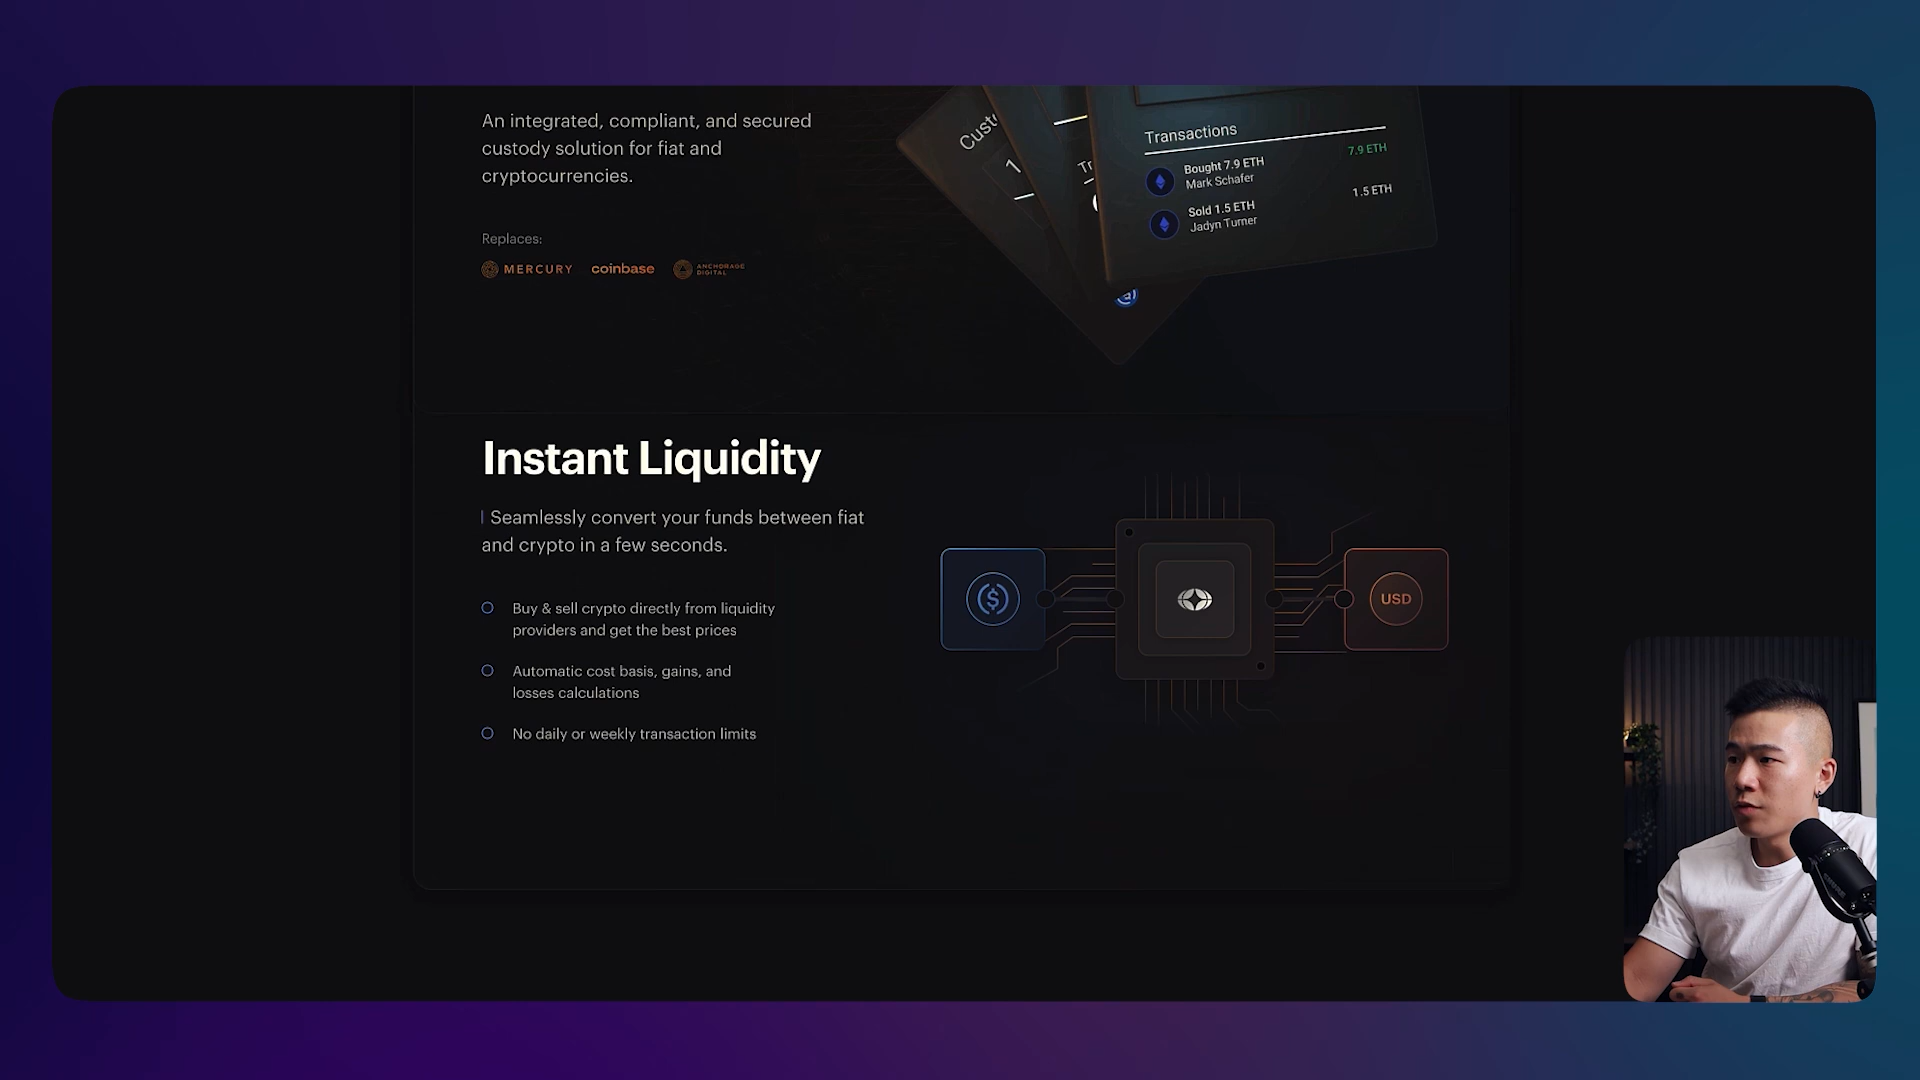 An integrated, compliant, and secured
custody solution for fiat and
cryptocurrencies.
Replaces:
MERCURY coinbase ANCHORAGE
DIGITAL
1
Transactions
Bought 7.9 ETH 7.9 ETH
Mark Schafer
Sold 1.5 ETH 1.5 ETH
Jadyn Turner
Instant Liquidity
Seamlessly convert your funds between fiat
and crypto in a few seconds.
Buy & sell crypto directly from liquidity
providers and get the best prices
Automatic cost basis, gains, and
losses calculations
No daily or weekly transaction limits
$
USD